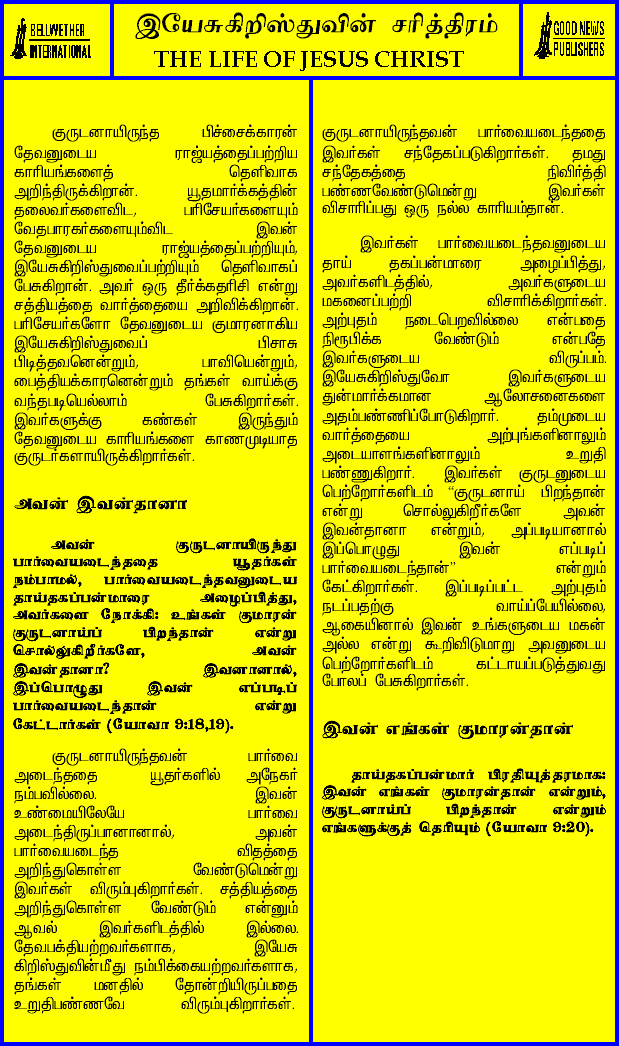 BELLWETHER
INTERNATIONAL
இயேசுகிறிஸ்துவின் சரித்திரம்
THE LIFE OF JESUS CHRIST
GOOD NEWS
PUBLISHERS
குருடனாயிருந்த பிச்சைக்காரன்
தேவனுடைய ராஜ்யத்தைப்பற்றிய
காரியங்களைத் தெளிவாக
அறிந்திருக்கிறான். யூதமார்க்கத்தின்
தலைவர்களைவிட, பரிசேயர்களையும்
வேதபாரகர்களையும்விட இவன்
தேவனுடைய ராஜ்யத்தைப்பற்றியும்,
இயேசுகிறிஸ்துவைப்பற்றியும் தெளிவாகப்
பேசுகிறான். அவர் ஒரு தீர்க்கதரிசி என்று
சத்தியத்தை வார்த்தையை அறிவிக்கிறான்.
பரிசேயர்களோ தேவனுடைய குமாரனாகிய
இயேசுகிறிஸ்துவைப் பிசாசு
பிடித்தவனென்றும், பாவியென்றும்,
பைத்தியக்காரனென்றும் தங்கள் வாய்க்கு
வந்தபடியெல்லாம் பேசுகிறார்கள்.
இவர்களுக்கு கண்கள் இருந்தும்
தேவனுடைய காரியங்களை காணமுடியாத
குருடர்களாயிருக்கிறார்கள்.
அவன் இவன்தானா
அவன் குருடனாயிருந்து
பார்வையடைந்ததை யூதர்கள்
நம்பாமல், பார்வையடைந்தவனுடைய
தாய்தகப்பன்மாரை அழைப்பித்து,
அவர்களை நோக்கி: உங்கள் குமாரன்
குருடனாய்ப் பிறந்தான் என்று
சொல்லுகிறீர்களே, அவன்
இவன்தானா? இவனானால்,
இப்பொழுது இவன் எப்படிப்
பார்வையடைந்தான் என்று
கேட்டார்கள் (யோவா 9:18,19).
குருடனாயிருந்தவன் பார்வை
அடைந்ததை யூதர்களில் அநேகர்
நம்பவில்லை. இவன்
உண்மையிலேயே பார்வை
அடைந்திருப்பானானால், அவன்
பார்வையடைந்த விதத்தை
அறிந்துகொள்ள வேண்டுமென்று
இவர்கள் விரும்புகிறார்கள். சத்தியத்தை
அறிந்துகொள்ள வேண்டும் என்னும்
ஆவல் இவர்களிடத்தில் இல்லை.
தேவபக்தியற்றவர்களாக, இயேசு
கிறிஸ்துவின்மீது நம்பிக்கையற்றவர்களாக,
தங்கள் மனதில் தோன்றியிருப்பதை
உறுதிபண்ணவே விரும்புகிறார்கள்.
குருடனாயிருந்தவன் பார்வையடைந்ததை
இவர்கள் சந்தேகப்படுகிறார்கள். தமது
சந்தேகத்தை நிவிர்த்தி
பண்ணவேண்டுமென்று இவர்கள்
விசாரிப்பது ஒரு நல்ல காரியம்தான்.
இவர்கள் பார்வையடைந்தவனுடைய
தாய் தகப்பன்மாரை அழைப்பித்து,
அவர்களிடத்தில், அவர்களுடைய
மகனைப்பற்றி விசாரிக்கிறார்கள்.
அற்புதம் நடைபெறவில்லை என்பதை
நிரூபிக்க வேண்டும் என்பதே
இவர்களுடைய விருப்பம்.
இயேசுகிறிஸ்துவோ இவர்களுடைய
துன்மார்க்கமான ஆலோசனைகளை
அதம்பண்ணிப்போடுகிறார். தம்முடைய
வார்த்தையை அற்புங்களினாலும்
அடையாளங்களினாலும் உறுதி
பண்ணுகிறார். இவர்கள் குருடனுடைய
பெற்றோர்களிடம் “குருடனாய் பிறந்தான்
என்று சொல்லுகிறீர்களே அவன்
இவன்தானா என்றும், அப்படியானால்
இப்பொழுது இவன் எப்படிப்
பார்வையடைந்தான்” என்றும்
கேட்கிறார்கள். இப்படிப்பட்ட அற்புதம்
நடப்பதற்கு வாய்ப்பேயில்லை,
ஆகையினால் இவன் உங்களுடைய மகன்
அல்ல என்று கூறிவிடுமாறு அவனுடைய
பெற்றோர்களிடம் கட்டாயப்படுத்துவது
போலப் பேசுகிறார்கள்.
இவன் எங்கள் குமாரன்தான்
தாய்தகப்பன்மார் பிரதியுத்தரமாக:
இவன் எங்கள் குமாரன்தான் என்றும்,
குருடனாய்ப் பிறந்தான் என்றும்
எங்களுக்குத் தெரியும் (யோவா 9:20).